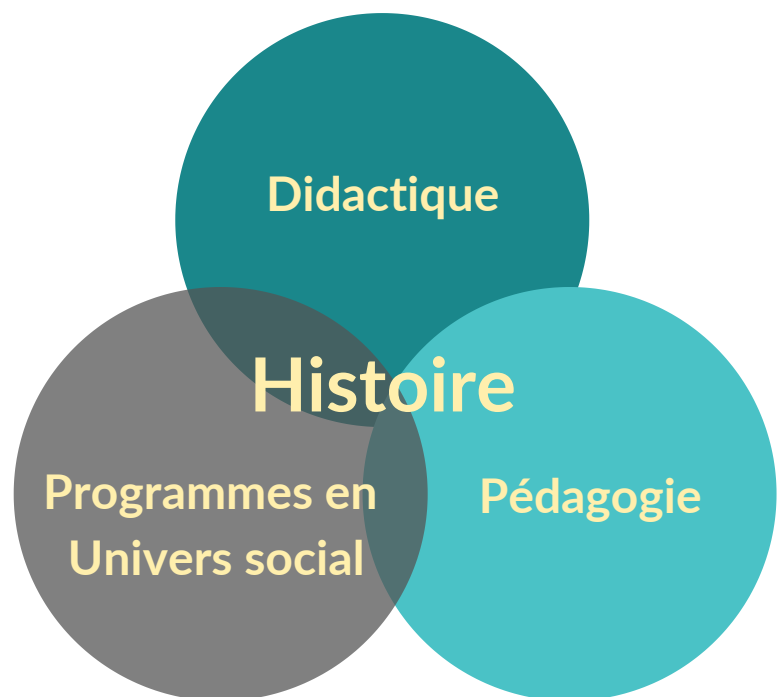 Didactique
Histoire
Programmes en
Univers social
Pédagogie